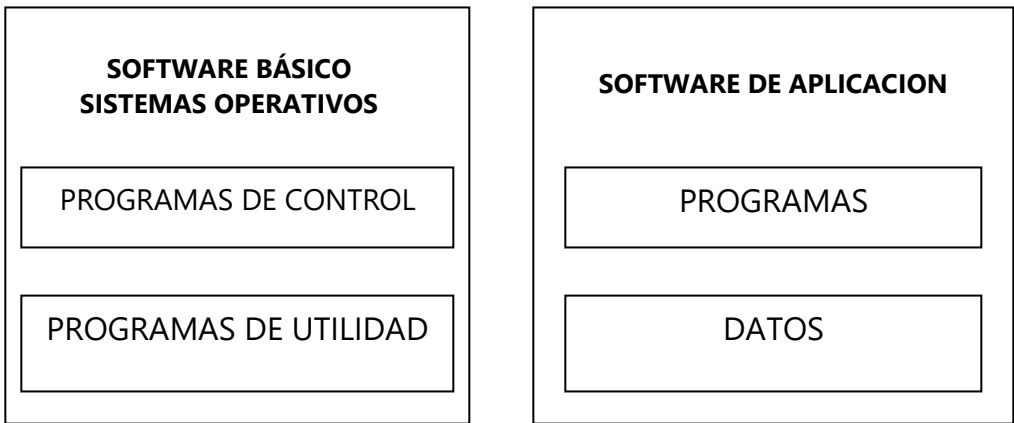 SOFTWARE BÁSICO
SISTEMAS OPERATIVOS
PROGRAMAS DE CONTROL
PROGRAMAS DE UTILIDAD
SOFTWARE DE APLICACION
PROGRAMAS
DATOS